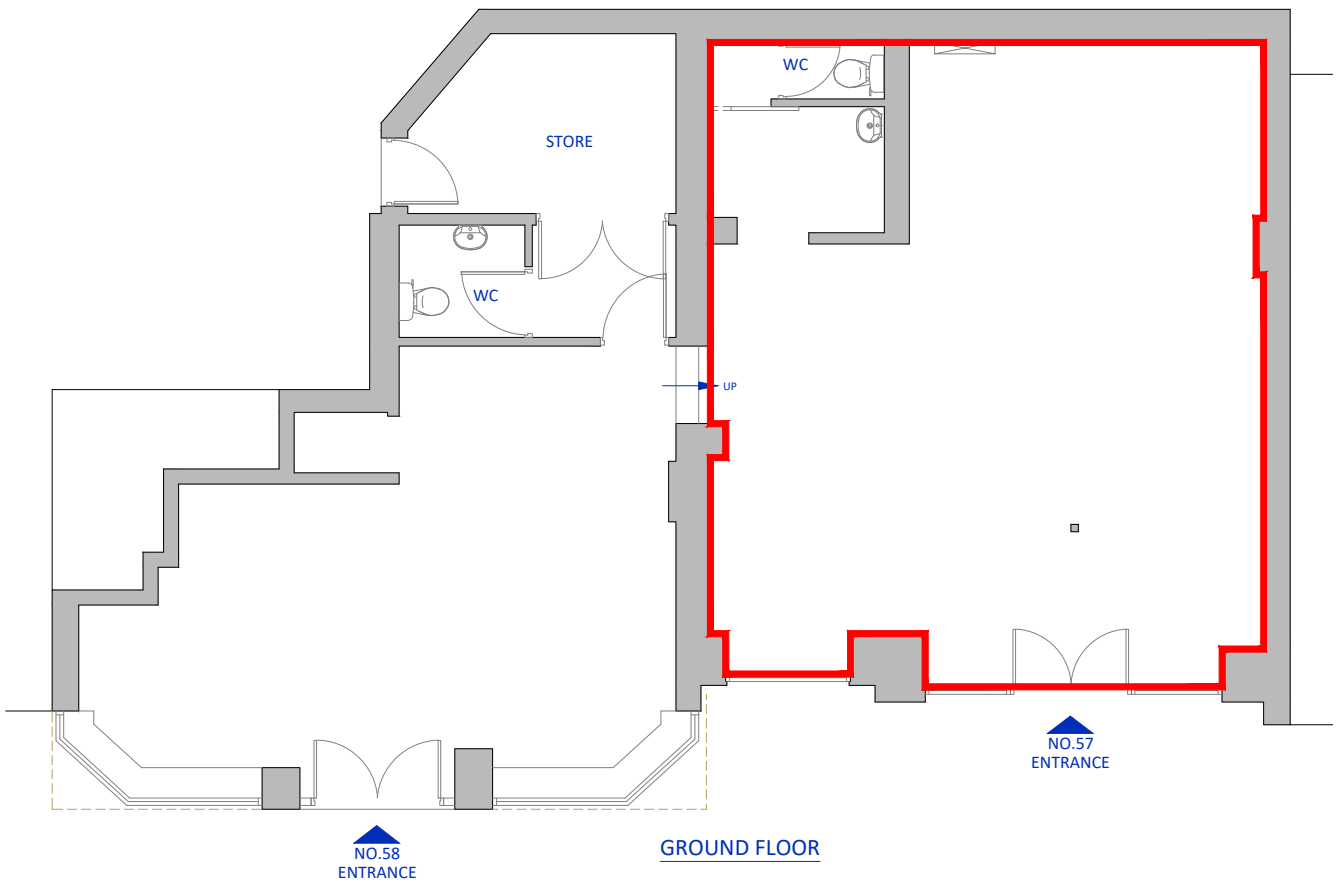 WC
STORE
WC
UP
NO.57
ENTRANCE
GROUND FLOOR
NO.58
ENTRANCE